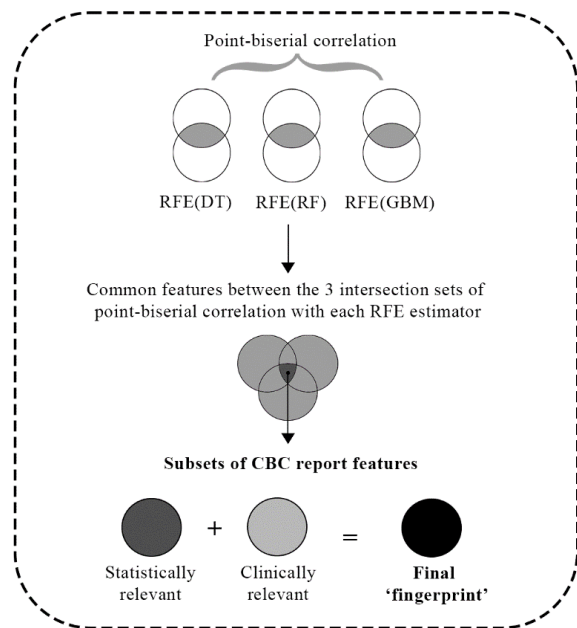 Point-biserial correlation
RFE(DT) RFE(RF) RFE(GBM)
Common features between the 3 intersection sets of
point-biserial correlation with each RFE estimator
Subsets of CBC report features
+ =
Statistically relevant
Clinically relevant
Final 'fingerprint'